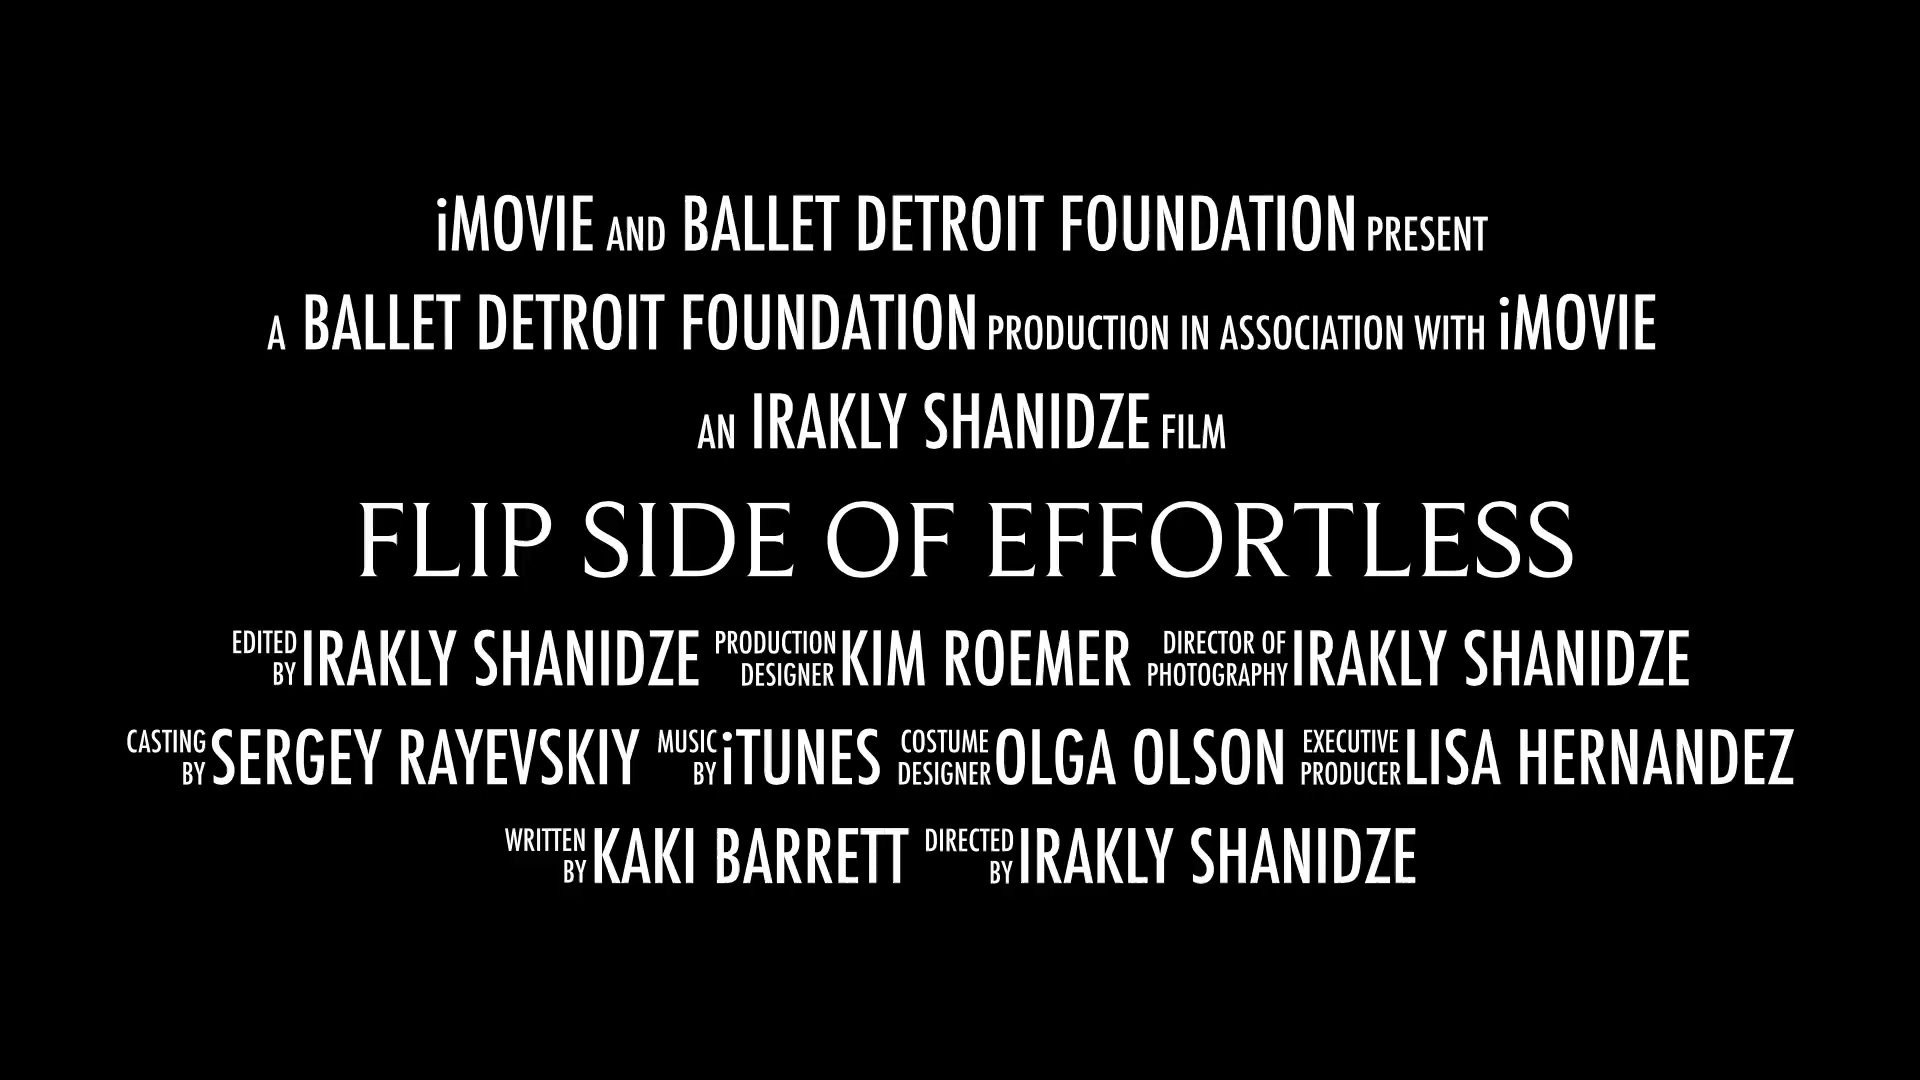 iMOVIE AND BALLET DETROIT FOUNDATION PRESENT
A BALLET DETROIT FOUNDATION PRODUCTION IN ASSOCIATION WITH iMOVIE
AN IRAKLY SHANIDZE FILM
FLIP SIDE OF EFFORTLESS
EDITED BY IRAKLY SHANIDZE PRODUCTION DESIGNER KIM ROEMER DIRECTOR OF PHOTOGRAPHY IRAKLY SHANIDZE
CASTING BY SERGEY RAYEVSKIY MUSIC BY iTUNES COSTUME DESIGNER OLGA OLSON EXECUTIVE PRODUCER LISA HERNANDEZ
WRITTEN BY KAKI BARRETT DIRECTED BY IRAKLY SHANIDZE